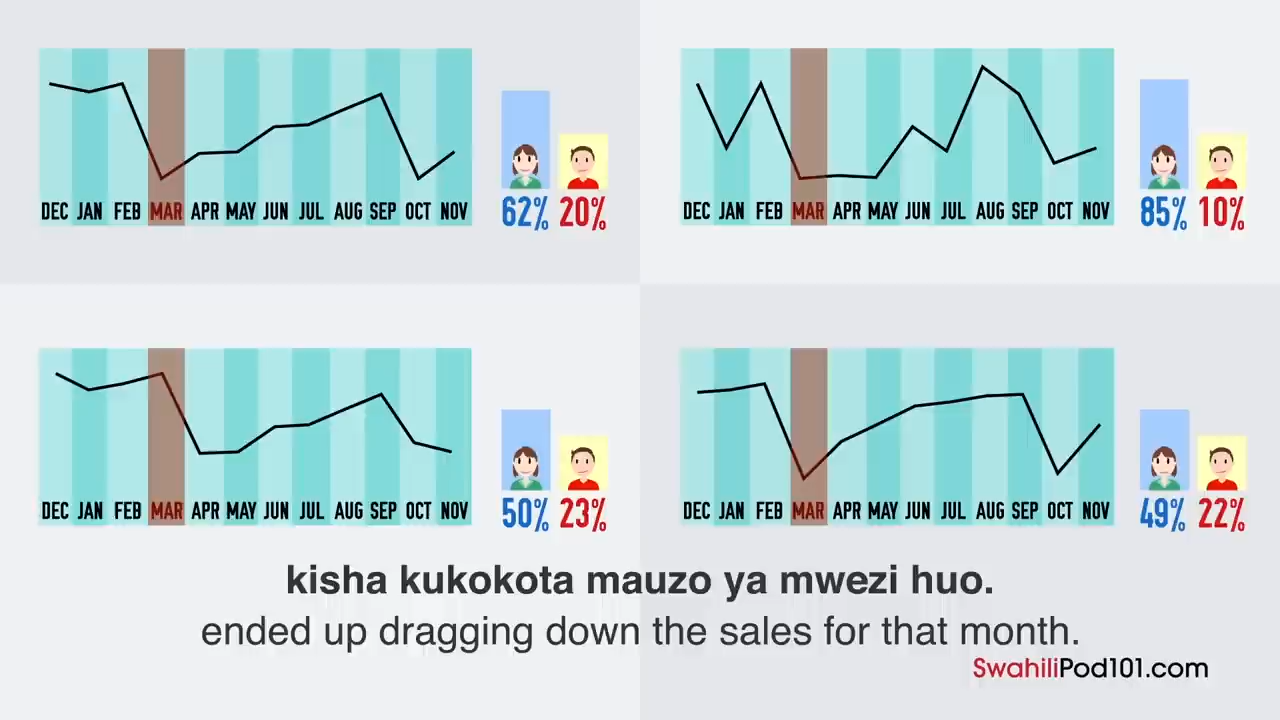 DEC JAN FEB MAR APR MAY JUN JUL AUG SEP OCT NOV
62% 20%
DEC JAN FEB MAR APR MAY JUN JUL AUG SEP OCT NOV
85% 10%
DEC JAN FEB MAR APR MAY JUN JUL AUG SEP OCT NOV
50% 23%
DEC JAN FEB MAR APR MAY JUN JUL AUG SEP OCT NOV
49% 22%
kisha kukokota mauzo ya mwezi huo.
ended up dragging down the sales for that month.
SwahiliPod101.com